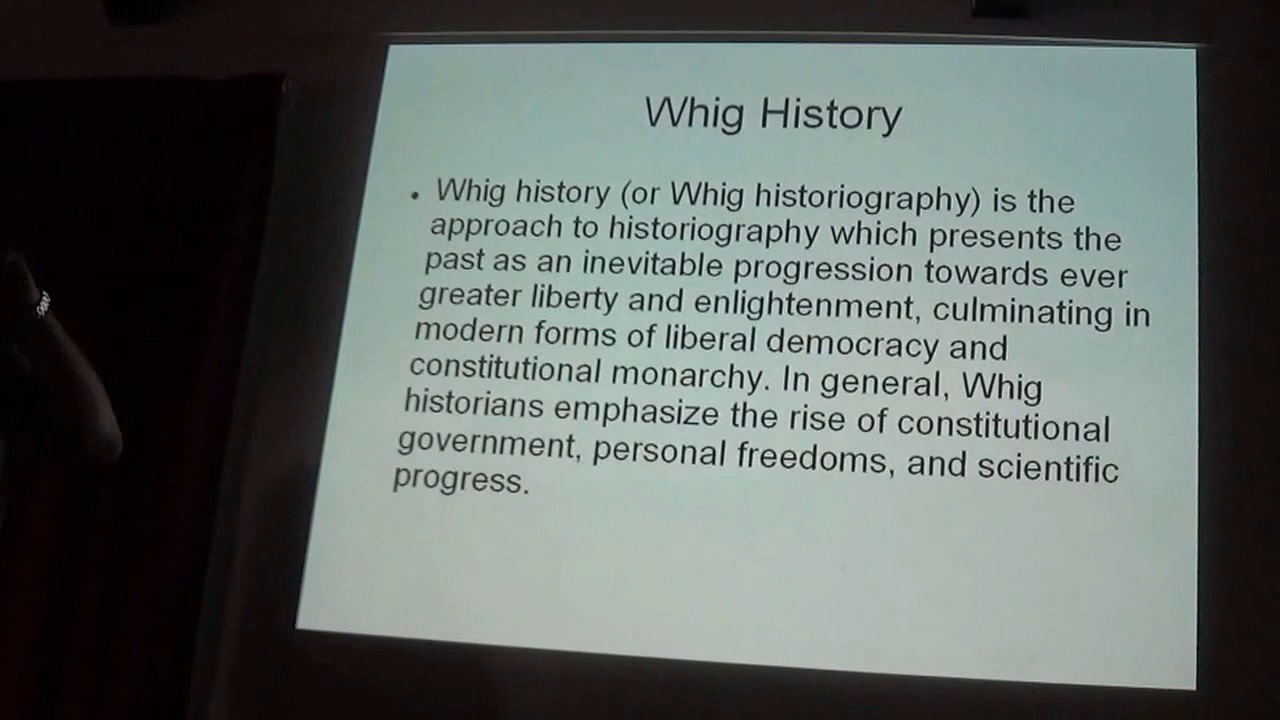 Whig History
• Whig history (or Whig historiography) is the
approach to historiography which presents the
past as an inevitable progression towards ever
greater liberty and enlightenment, culminating in
modern forms of liberal democracy and
constitutional monarchy. In general, Whig
historians emphasize the rise of constitutional
government, personal freedoms, and scientific
progress.